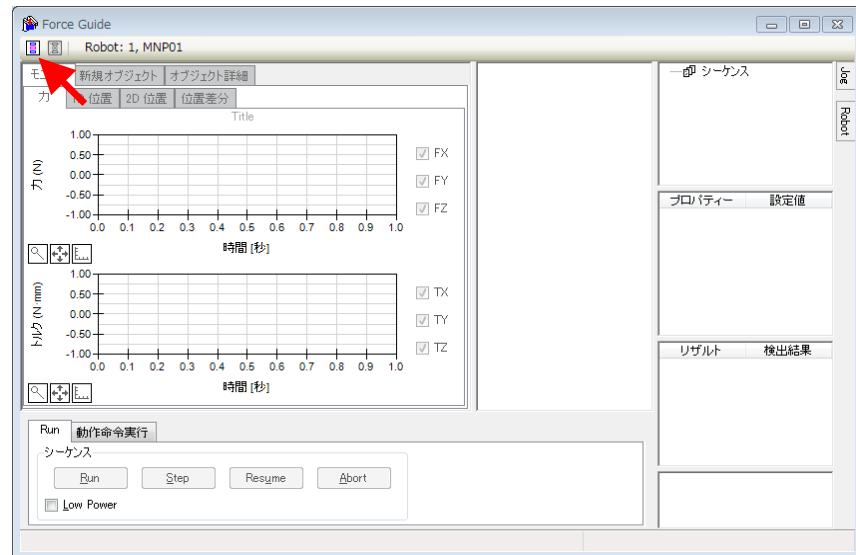 Force Guide
Robot: 1, MNP01
新規オブジェクト オブジェクト詳細
力 位置 2D 位置 位置差分
Title
力 (N)
1.00
0.50
0.00
-0.50
-1.00
0.0 0.1 0.2 0.3 0.4 0.5 0.6 0.7 0.8 0.9 1.0
時間 [秒]
FX
FY
FZ
トルク (N·mm)
1.00
0.50
0.00
-0.50
-1.00
0.0 0.1 0.2 0.3 0.4 0.5 0.6 0.7 0.8 0.9 1.0
時間 [秒]
TX
TY
TZ
Run 動作命令実行
シーケンス
Run Step Resume Abort
Low Power
シーケンス
プロパティー 設定値
リザルト 検出結果
Jog
Robot